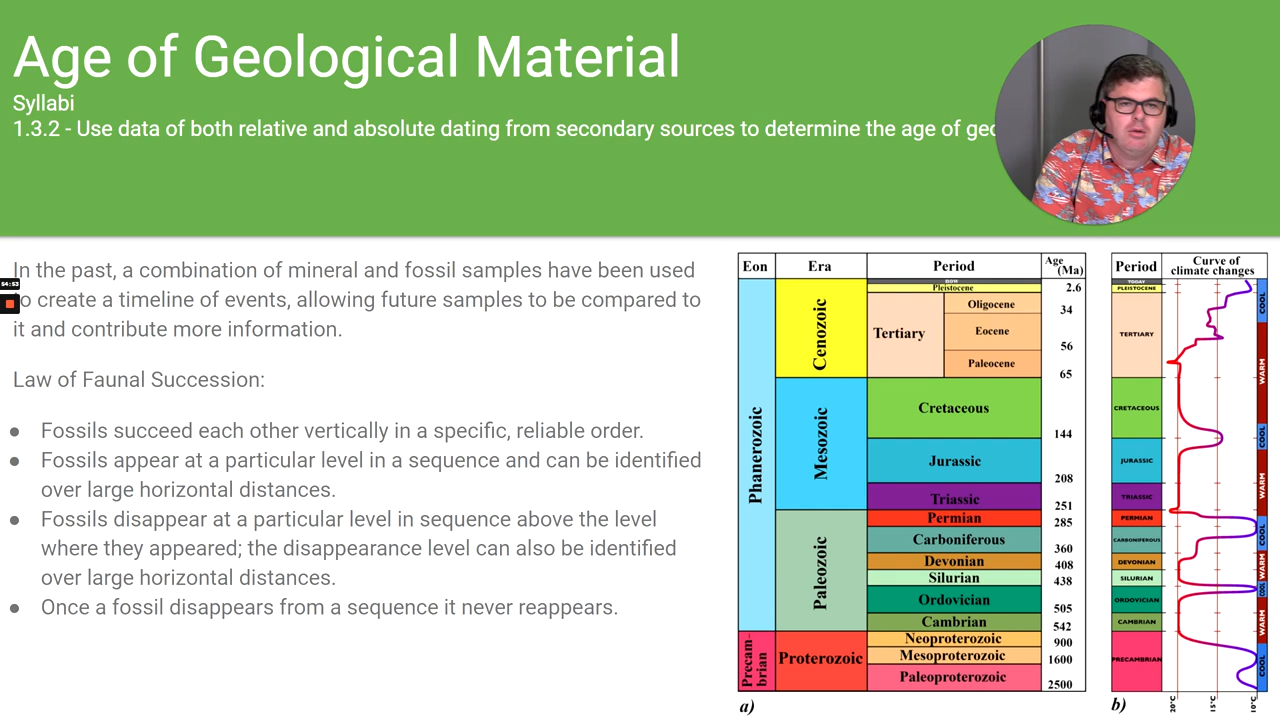 Age of Geological Material
Syllabi
1.3.2 - Use data of both relative and absolute dating from secondary sources to determine the age of geo
In the past, a combination of mineral and fossil samples have been used
to create a timeline of events, allowing future samples to be compared to
it and contribute more information.
54:53
Law of Faunal Succession:
● Fossils succeed each other vertically in a specific, reliable order.
● Fossils appear at a particular level in a sequence and can be identified
over large horizontal distances.
● Fossils disappear at a particular level in sequence above the level
where they appeared; the disappearance level can also be identified
over large horizontal distances.
● Once a fossil disappears from a sequence it never reappears.
Eon
Era
Period
Age
(Ma)
Phanerozoic
Precam-
brian
Cenozoic
Mesozoic
Paleozoic
Proterozoic
now
Pleistocene
Tertiary
Oligocene
Eocene
Paleocene
Cretaceous
Jurassic
Triassic
Permian
Carboniferous
Devonian
Silurian
Ordovician
Cambrian
Neoproterozoic
Mesoproterozoic
Paleoproterozoic
2.6
34
56
65
144
208
251
285
360
408
438
505
542
900
1600
2500
a)
Period
Curve of
climate changes
TODAY
PLEISTOCENE
TERTIARY
CRETACEOUS
JURASSIC
TRIASSIC
PERMIAN
CARBONIFEROUS
DEVONIAN
SILURIAN
ORDOVICIAN
CAMBRIAN
PRECAMBRIAN
COOL
WARM
COOL
WARM
COOL
WARM
COOL
WARM
COOL
20°C
15°C
10°C
b)